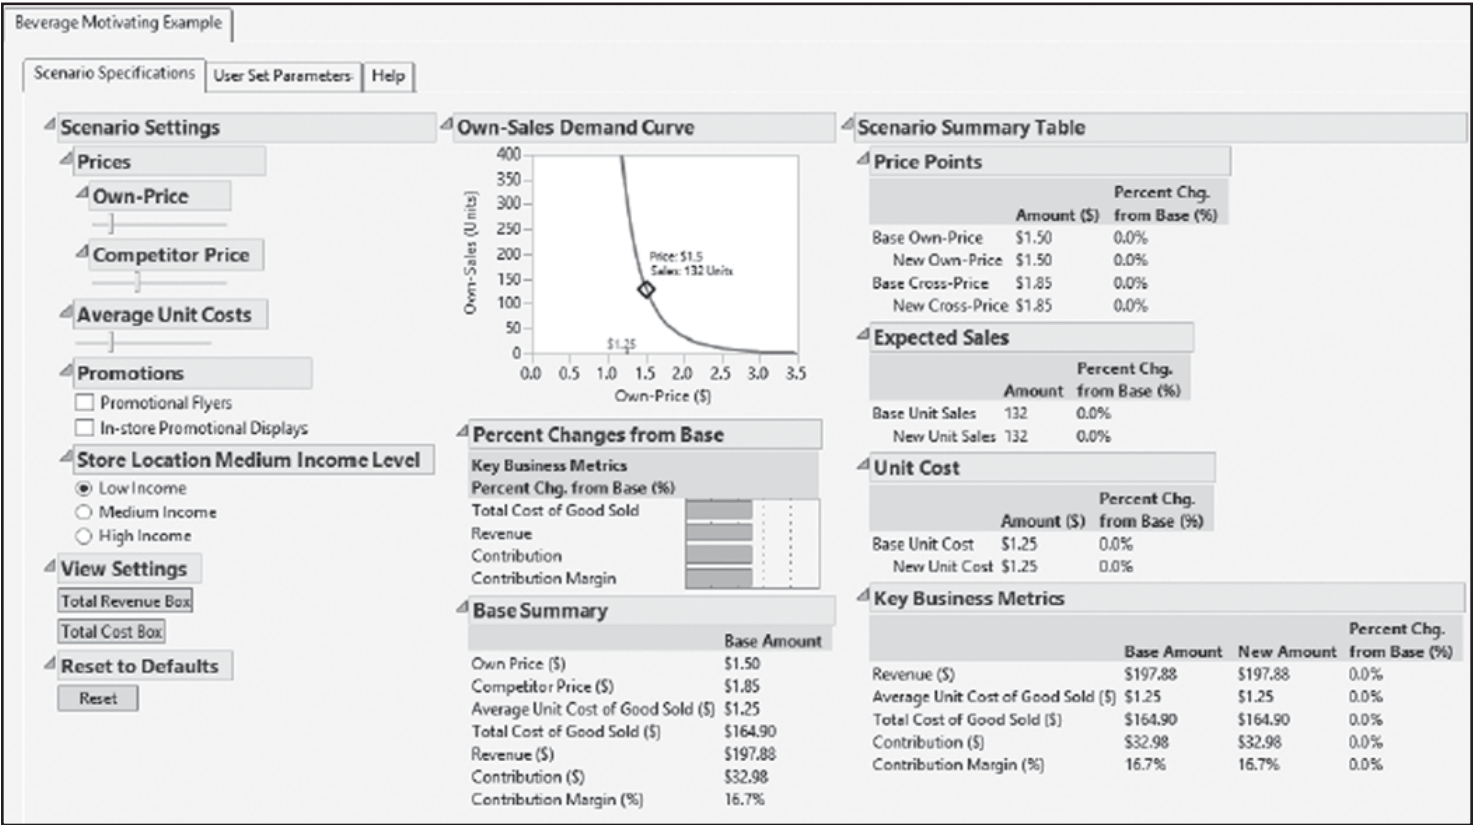 Beverage Motivating Example
Scenario Specifications User Set Parameters Help
Scenario Settings
Prices
Own-Price
Competitor Price
Average Unit Costs
Promotions
Promotional Flyers
In-store Promotional Displays
Store Location Medium Income Level
Low Income
Medium Income
High Income
View Settings
Total Revenue Box
Total Cost Box
Reset to Defaults
Reset
Own-Sales Demand Curve
Own-Sales (Units)
400
350
300
250
200
150
100
50
0
Price: $1.5
Sales: 132 Units
$1.25
0.0 0.5 1.0 1.5 2.0 2.5 3.0 3.5
Own-Price ($)
Percent Changes from Base
Key Business Metrics
Percent Chg. from Base (%)
Total Cost of Good Sold
Revenue
Contribution
Contribution Margin
Base Summary
Base Amount
Own Price ($) $1.50
Competitor Price ($) $1.85
Average Unit Cost of Good Sold ($) $1.25
Total Cost of Good Sold ($) $164.90
Revenue ($) $197.88
Contribution ($) $32.98
Contribution Margin (%) 16.7%
Scenario Summary Table
Price Points
Percent Chg.
Amount ($) from Base (%)
Base Own-Price $1.50 0.0%
New Own-Price $1.50 0.0%
Base Cross-Price $1.85 0.0%
New Cross-Price $1.85 0.0%
Expected Sales
Percent Chg.
Amount from Base (%)
Base Unit Sales 132 0.0%
New Unit Sales 132 0.0%
Unit Cost
Percent Chg.
Amount ($) from Base (%)
Base Unit Cost $1.25 0.0%
New Unit Cost $1.25 0.0%
Key Business Metrics
Percent Chg.
Base Amount New Amount from Base (%)
Revenue ($) $197.88 $197.88 0.0%
Average Unit Cost of Good Sold ($) $1.25 $1.25 0.0%
Total Cost of Good Sold ($) $164.90 $164.90 0.0%
Contribution ($) $32.98 $32.98 0.0%
Contribution Margin (%) 16.7% 16.7% 0.0%